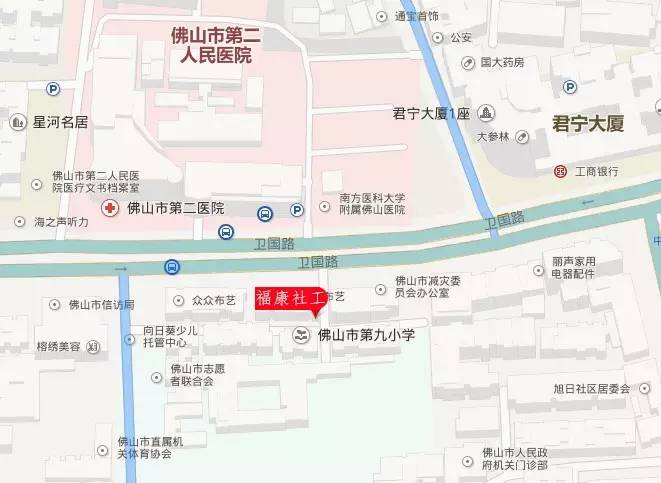 通宝首饰
佛山市第二
人民医院
公安
国大药房
P
P
星河名居
君宁大厦1座
君宁大厦
大参林
工商银行
佛山市第二人民医
院医疗文书档案室
佛山市第二医院
P
南方医科大学
附属佛山医院
海之声听力
卫国路
卫国路
卫国路
丽声家用
电器配件
佛山市减灾委
员会办公室
佛山市信访局
众众布艺
福康社工
布艺
佛山市第九小学
向日葵少儿
托管中心
榕绣美容
佛山市志愿
者联合会
旭日社区居委会
佛山市直属机
关体育协会
佛山市人民政
府机关门诊部